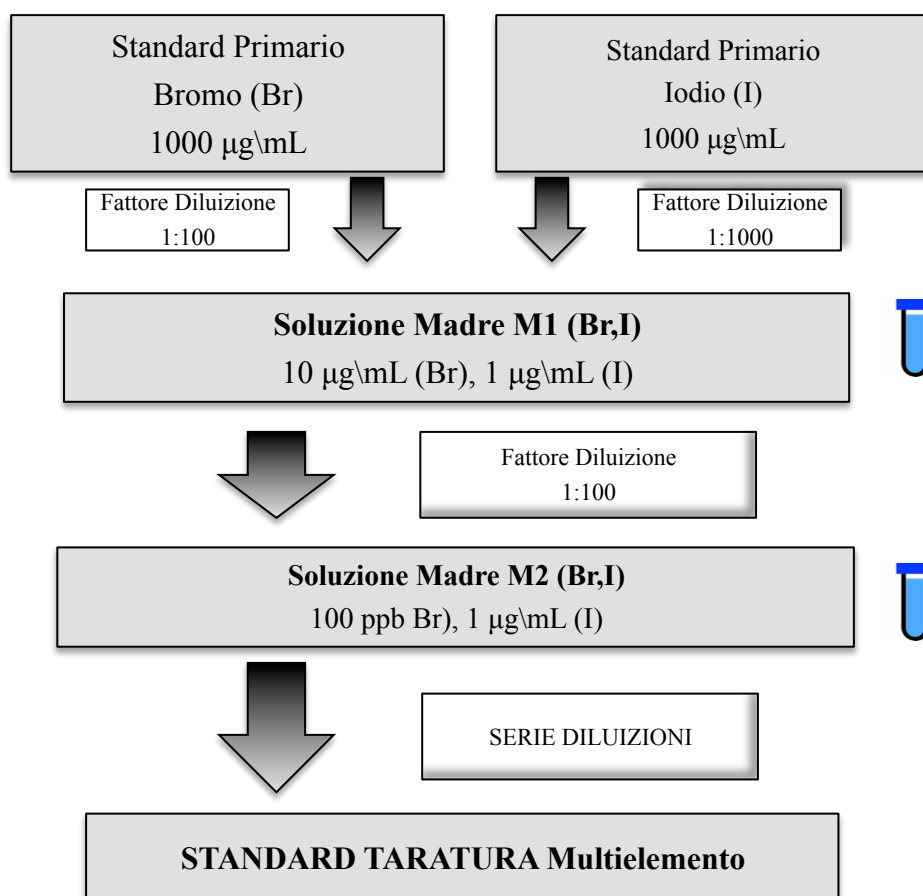 Standard Primario
Bromo (Br)
1000 μg\mL
Standard Primario
Iodio (I)
1000 μg\mL
Fattore Diluizione
1:100
Fattore Diluizione
1:1000
Soluzione Madre M1 (Br,I)
10 μg\mL (Br), 1 μg\mL (I)
Fattore Diluizione
1:100
Soluzione Madre M2 (Br,I)
100 ppb Br), 1 μg\mL (I)
SERIE DILUIZIONI
STANDARD TARATURA Multielemento